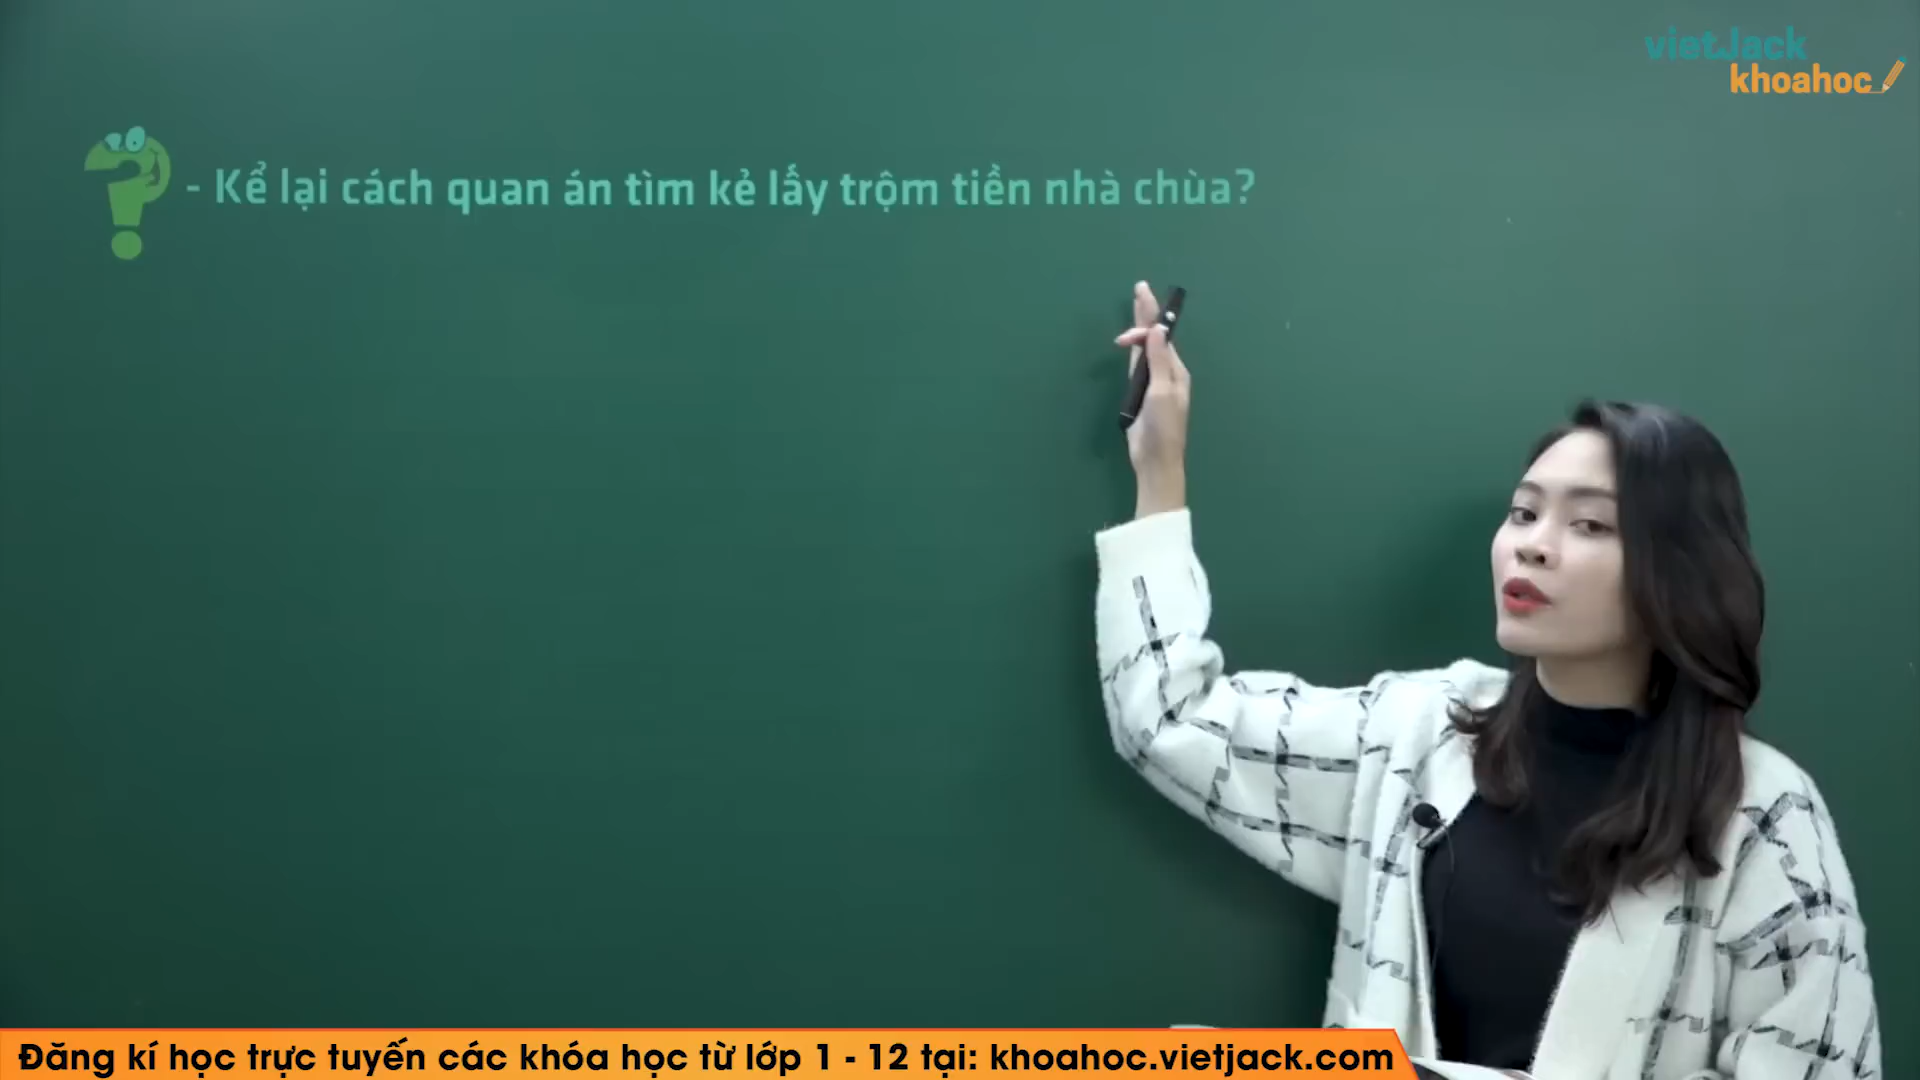 vietJack
khoahoc
- Kể lại cách quan án tìm kẻ lấy trộm tiền nhà chùa?
Đăng kí học trực tuyến các khóa học từ lớp 1 - 12 tại: khoahoc.vietjack.com